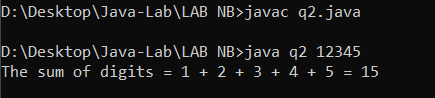 D:\Desktop\Java-Lab\LAB NB>javac q2.java
D:\Desktop\Java-Lab\LAB NB>java q2 12345
The sum of digits = 1 + 2 + 3 + 4 + 5 = 15